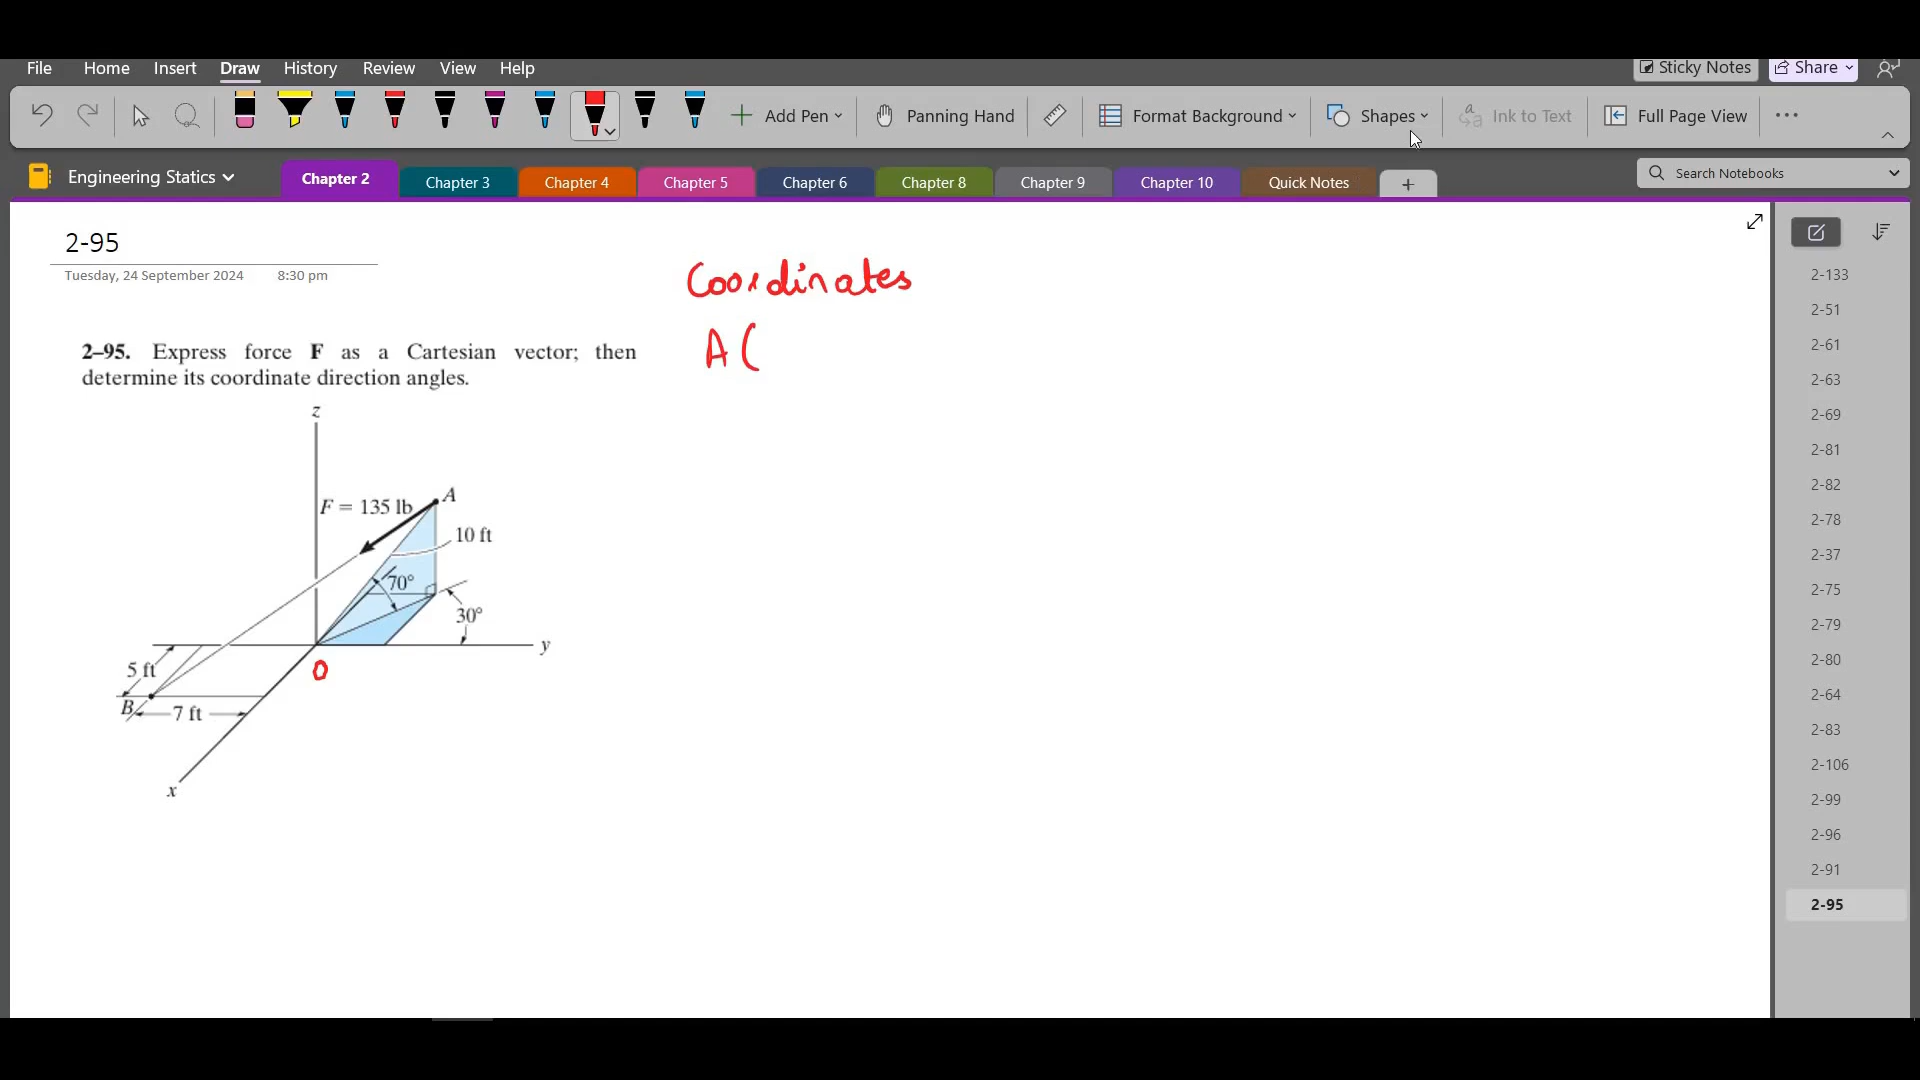 File Home Insert Draw History Review View Help Sticky Notes Share
Add Pen Panning Hand Format Background Shapes Ink to Text Full Page View
Engineering Statics Chapter 2 Chapter 3 Chapter 4 Chapter 5 Chapter 6 Chapter 8 Chapter 9 Chapter 10 Quick Notes + Search Notebooks
2-95
Tuesday, 24 September 2024 8:30 pm
Coordinates
A (
2–95. Express force F as a Cartesian vector; then
determine its coordinate direction angles.
z
A
F = 135 lb
10 ft
70°
30°
y
O
5 ft
B
7 ft
x
2-133
2-51
2-61
2-63
2-69
2-81
2-82
2-78
2-37
2-75
2-79
2-80
2-64
2-83
2-106
2-99
2-96
2-91
2-95